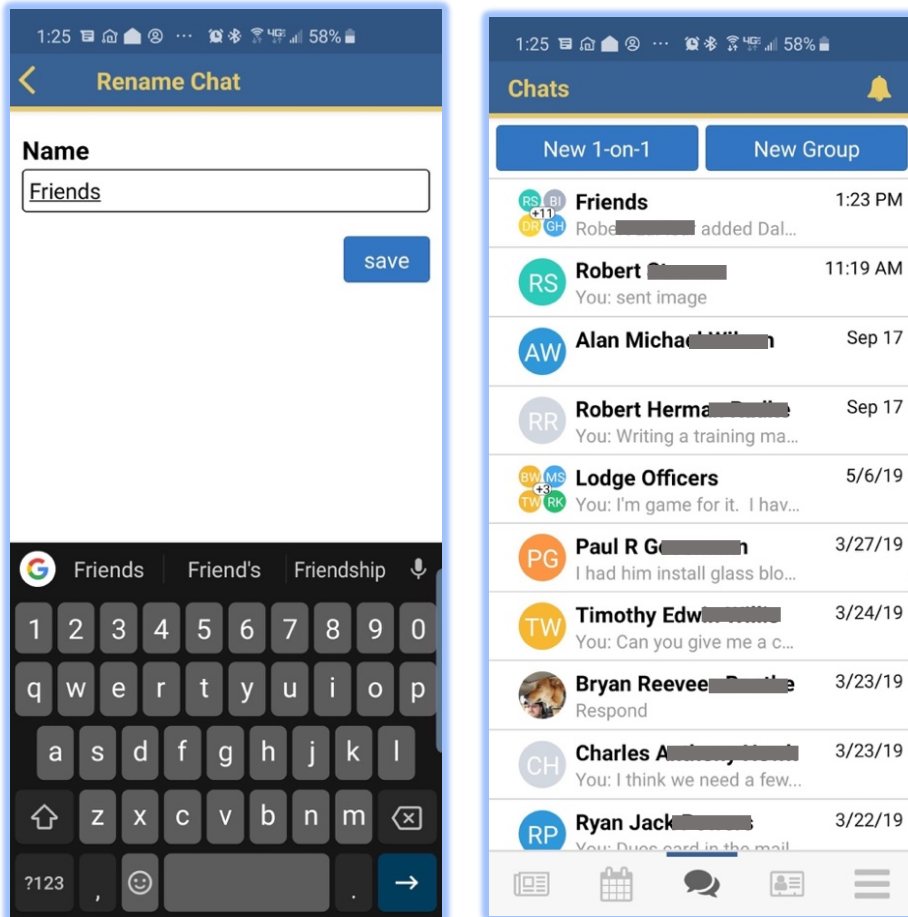 1:25 58%
Rename Chat
Name
Friends
save
Friends Friend's Friendship
1 2 3 4 5 6 7 8 9 0
q w e r t y u i o p
a s d f g h j k l
z x c v b n m
?123 , . →
1:25 58%
Chats
New 1-on-1 New Group
RS BI +11 DR GH
Friends 1:23 PM
added Dal...
RS
Robert 11:19 AM
You: sent image
AW
Alan Sep 17
RR
Robert Sep 17
You: Writing a training ma...
BW MS +3 TW RK
Lodge Officers 5/6/19
You: I'm game for it. I hav...
PG
Paul R 3/27/19
I had him install glass blo...
TW
Timothy 3/24/19
You: Can you give me a c...
Bryan 3/23/19
Respond
CH
Charles 3/23/19
You: I think we need a few...
RP
Ryan Jack 3/22/19
You: Dues card in the mail